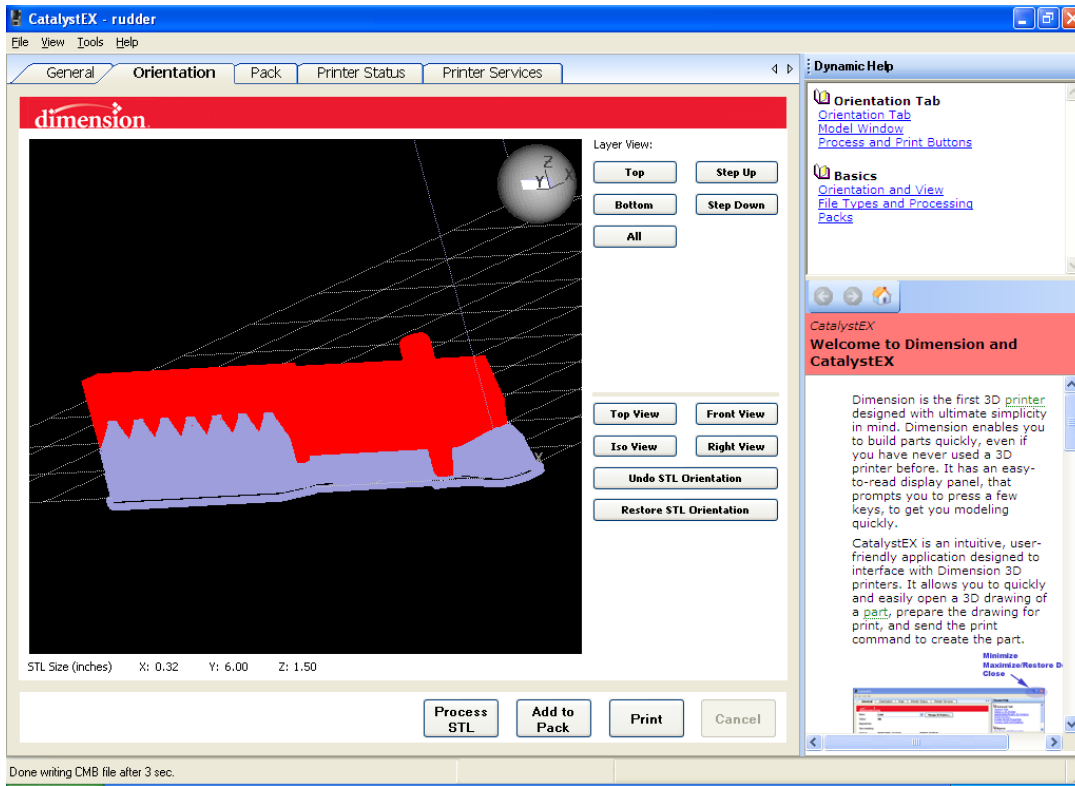 CatalystEX - rudder
File View Tools Help
General Orientation Pack Printer Status Printer Services
dimension
Z
X
Y
X
STL Size (inches) X: 0.32 Y: 6.00 Z: 1.50
Layer View:
Top Step Up
Bottom Step Down
All
Top View Front View
Iso View Right View
Undo STL Orientation
Restore STL Orientation
Process STL
Add to Pack
Print
Cancel
Done writing CMB file after 3 sec.
Dynamic Help
Orientation Tab
Orientation Tab
Model Window
Process and Print Buttons
Basics
Orientation and View
File Types and Processing
Packs
CatalystEX
Welcome to Dimension and
CatalystEX
Dimension is the first 3D printer
designed with ultimate simplicity
in mind. Dimension enables you
to build parts quickly, even if
you have never used a 3D
printer before. It has an easy-
to-read display panel, that
prompts you to press a few
keys, to get you modeling
quickly.
CatalystEX is an intuitive, user-
friendly application designed to
interface with Dimension 3D
printers. It allows you to quickly
and easily open a 3D drawing of
a part, prepare the drawing for
print, and send the print
command to create the part.
Minimize
Maximize/Restore D
Close